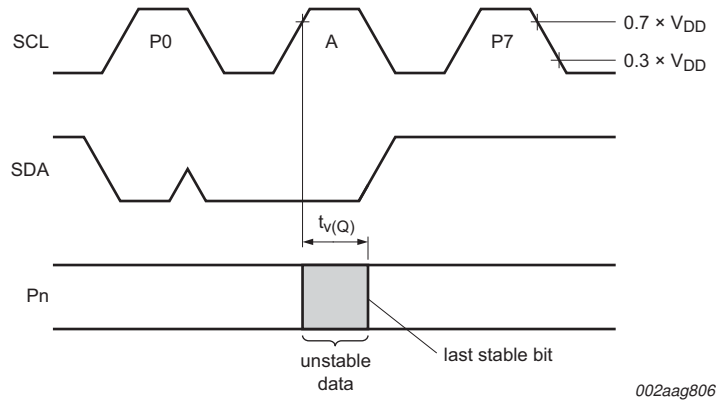 SCL
P0
A
P7
0.7 × VDD
0.3 × VDD
SDA
tv(Q)
Pn
unstable
data
last stable bit
002aag806